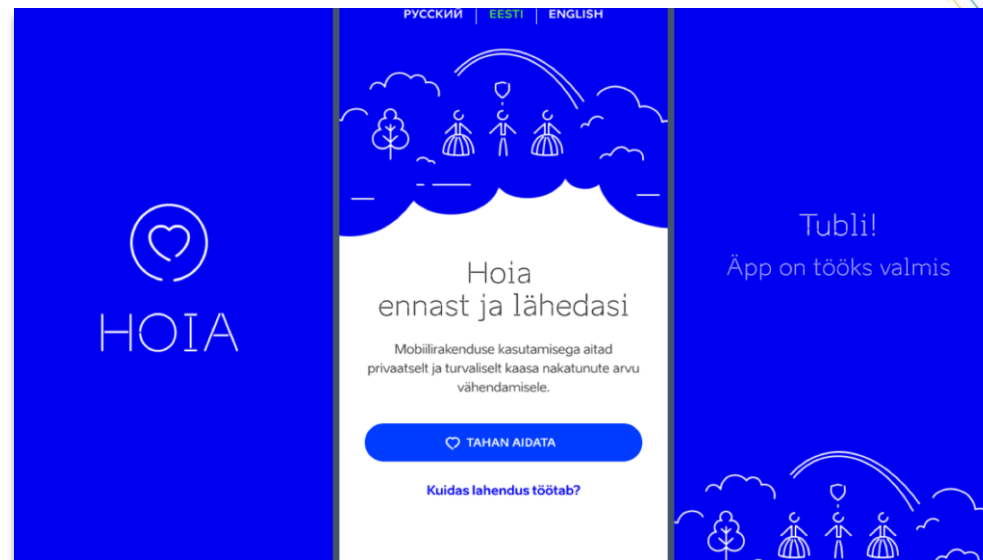 HOIA
РУССКИЙ | EESTI | ENGLISH
Hoia
ennast ja lähedasi
Mobiilirakenduse kasutamisega aitad
privaatselt ja turvaliselt kaasa nakatunute arvu
vähendamisele.
TAHAN AIDATA
Kuidas lahendus töötab?
Tubli!
Äpp on tööks valmis